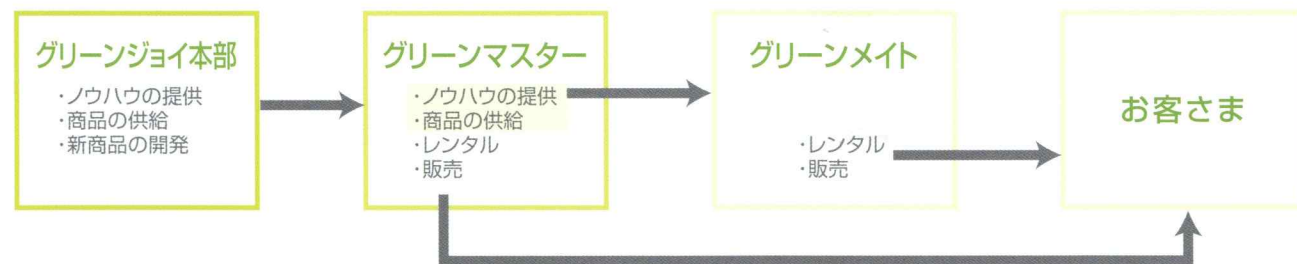 グリーンジョイ本部
・ノウハウの提供
・商品の供給
・新商品の開発
グリーンマスター
・ノウハウの提供
・商品の供給
・レンタル
・販売
グリーンメイト
・レンタル
・販売
お客さま